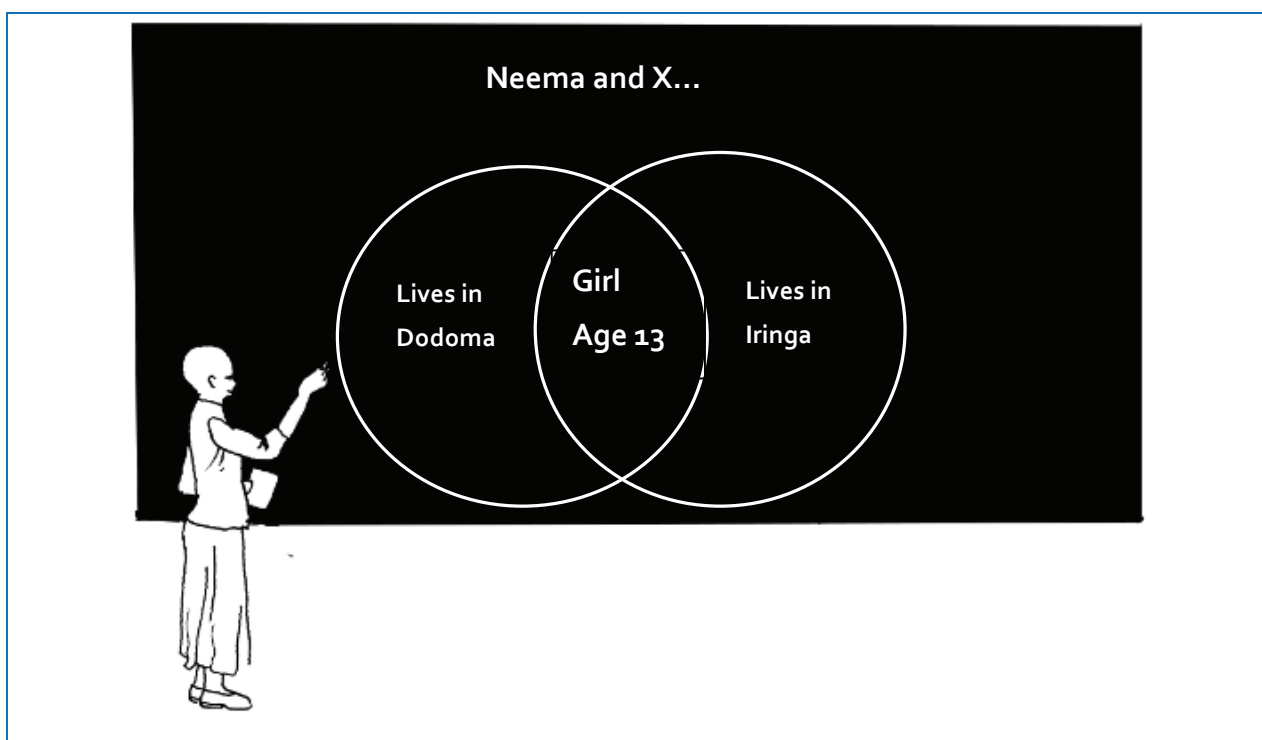 Neema and X...
Lives in
Dodoma
Girl
Age 13
Lives in
Iringa